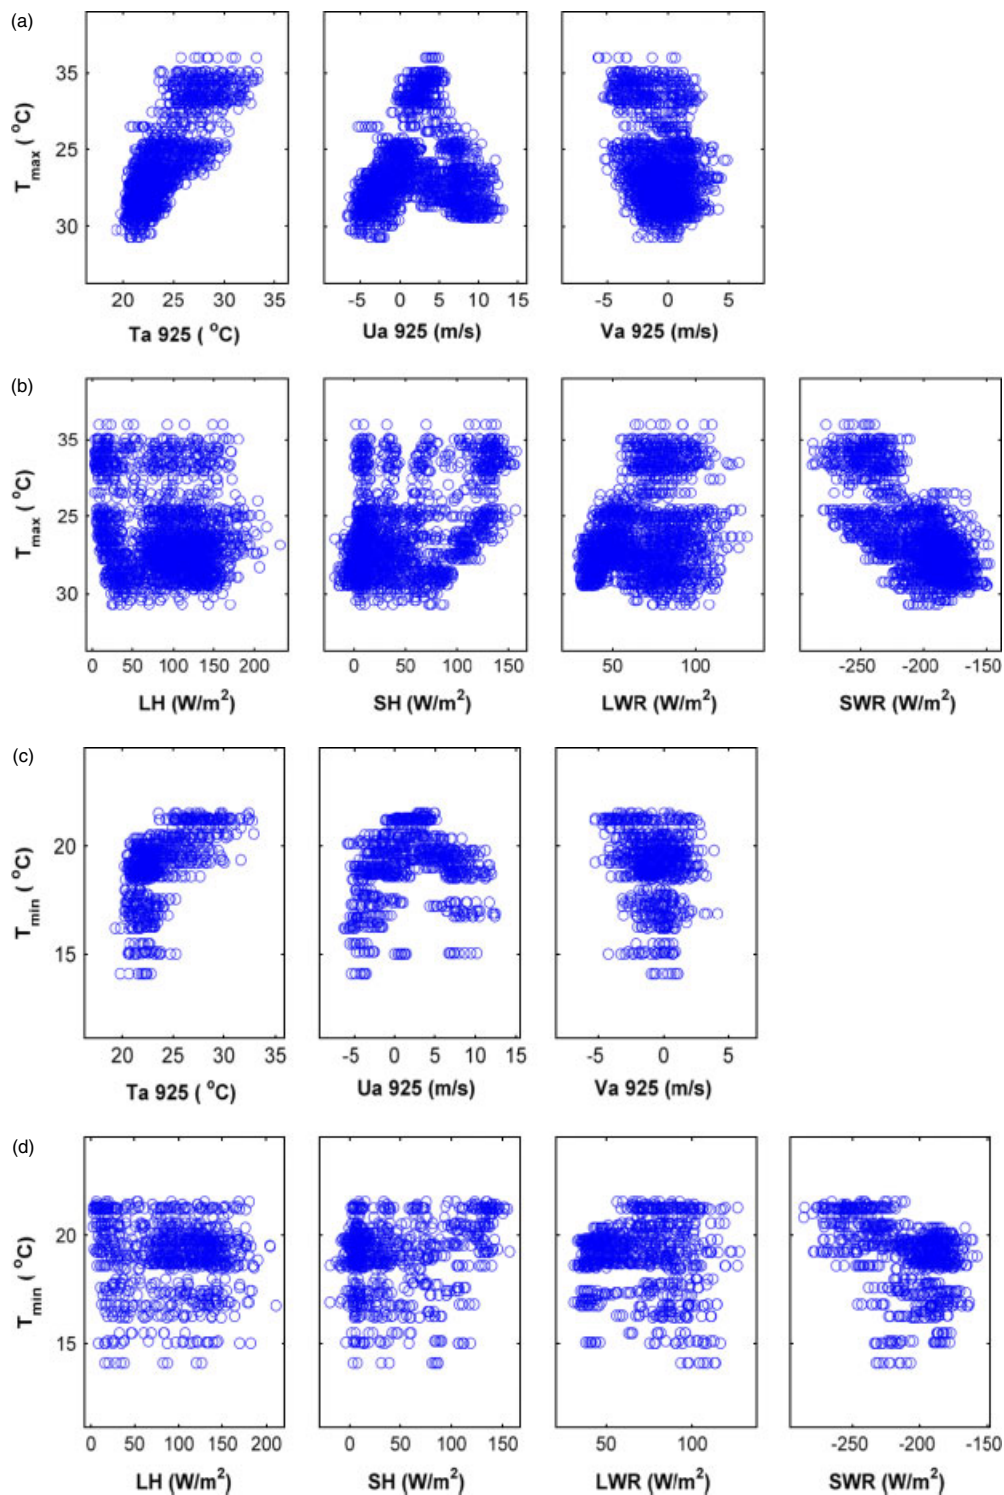 (a)
T_max ( °C)
35
25
30
20 25 30 35
-5 0 5 10 15
-5 0 5
Ta 925 ( °C)
Ua 925 (m/s)
Va 925 (m/s)
(b)
T_max ( °C)
35
25
30
0 50 100 150 200
0 50 100 150
50 100
-250 -200 -150
LH (W/m²)
SH (W/m²)
LWR (W/m²)
SWR (W/m²)
(c)
T_min ( °C)
20
15
20 25 30 35
-5 0 5 10 15
-5 0 5
Ta 925 ( °C)
Ua 925 (m/s)
Va 925 (m/s)
(d)
T_min ( °C)
20
15
0 50 100 150 200
0 50 100 150
50 100
-250 -200 -150
LH (W/m²)
SH (W/m²)
LWR (W/m²)
SWR (W/m²)